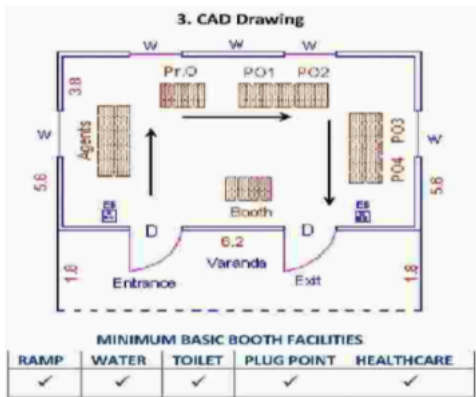 3. CAD Drawing
W W W
Pr.O PO1 PO2
3.8
Agents
W
W
PO3
PO4
5.6
5.6
Booth
D 6.2 D
1.8 Varanda 1.8
Entrance Exit
MINIMUM BASIC BOOTH FACILITIES
RAMP WATER TOILET PLUG POINT HEALTHCARE
✓ ✓ ✓ ✓ ✓